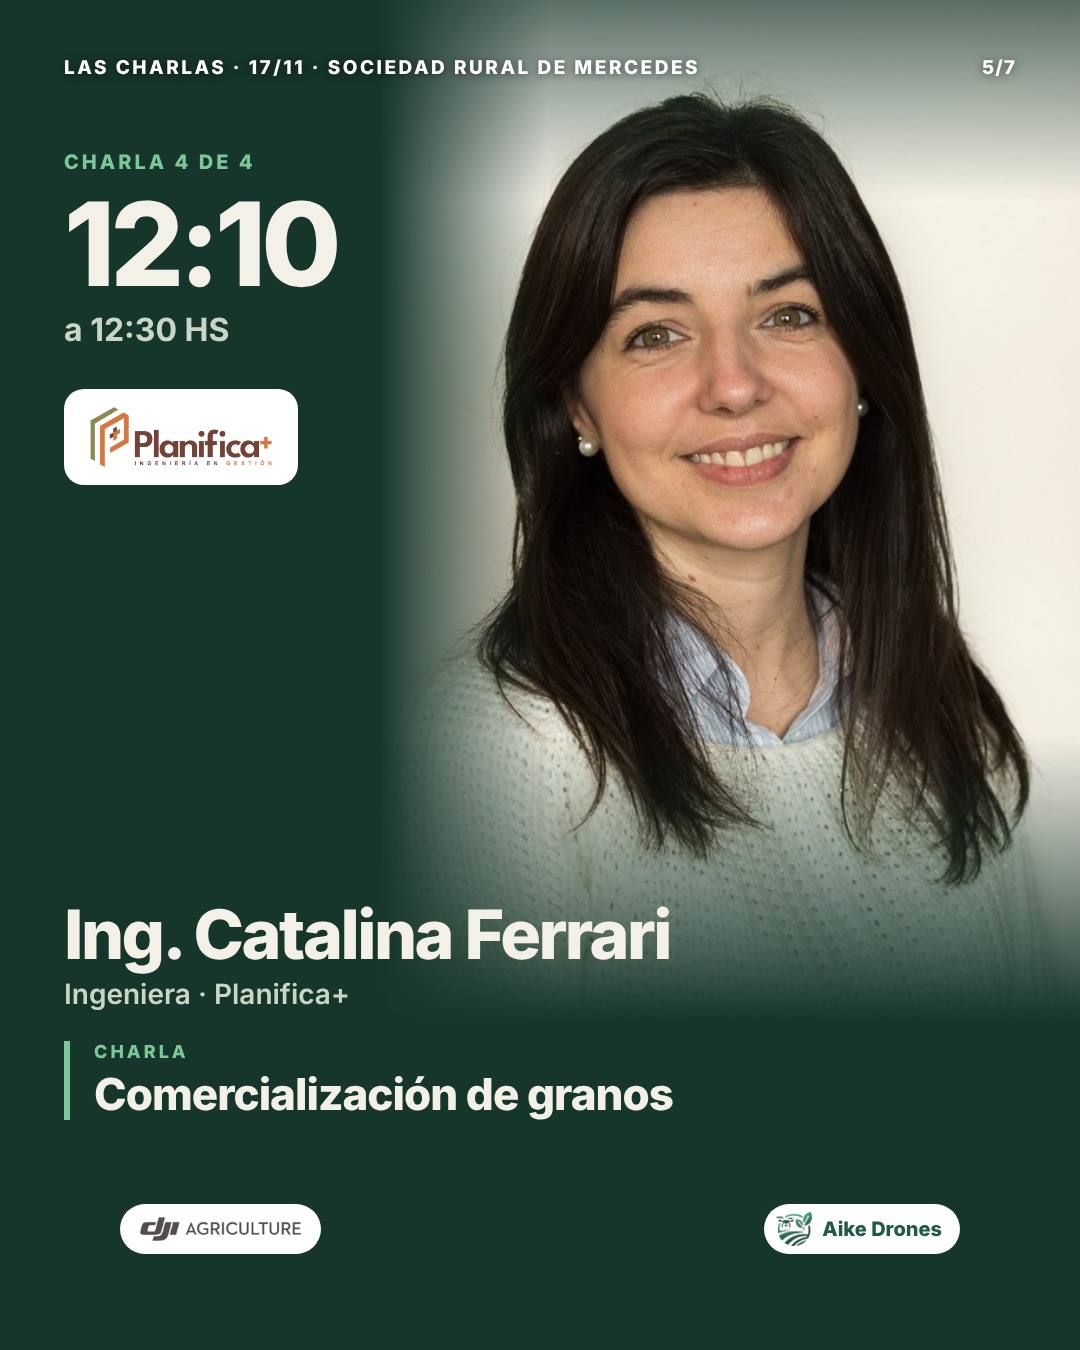 LAS CHARLAS · 17/11 · SOCIEDAD RURAL DE MERCEDES
5/7
CHARLA 4 DE 4
12:10
a 12:30 HS
Planifica+
INGENIERÍA EN GESTIÓN
Ing. Catalina Ferrari
Ingeniera · Planifica+
CHARLA
Comercialización de granos
dji AGRICULTURE
Aike Drones